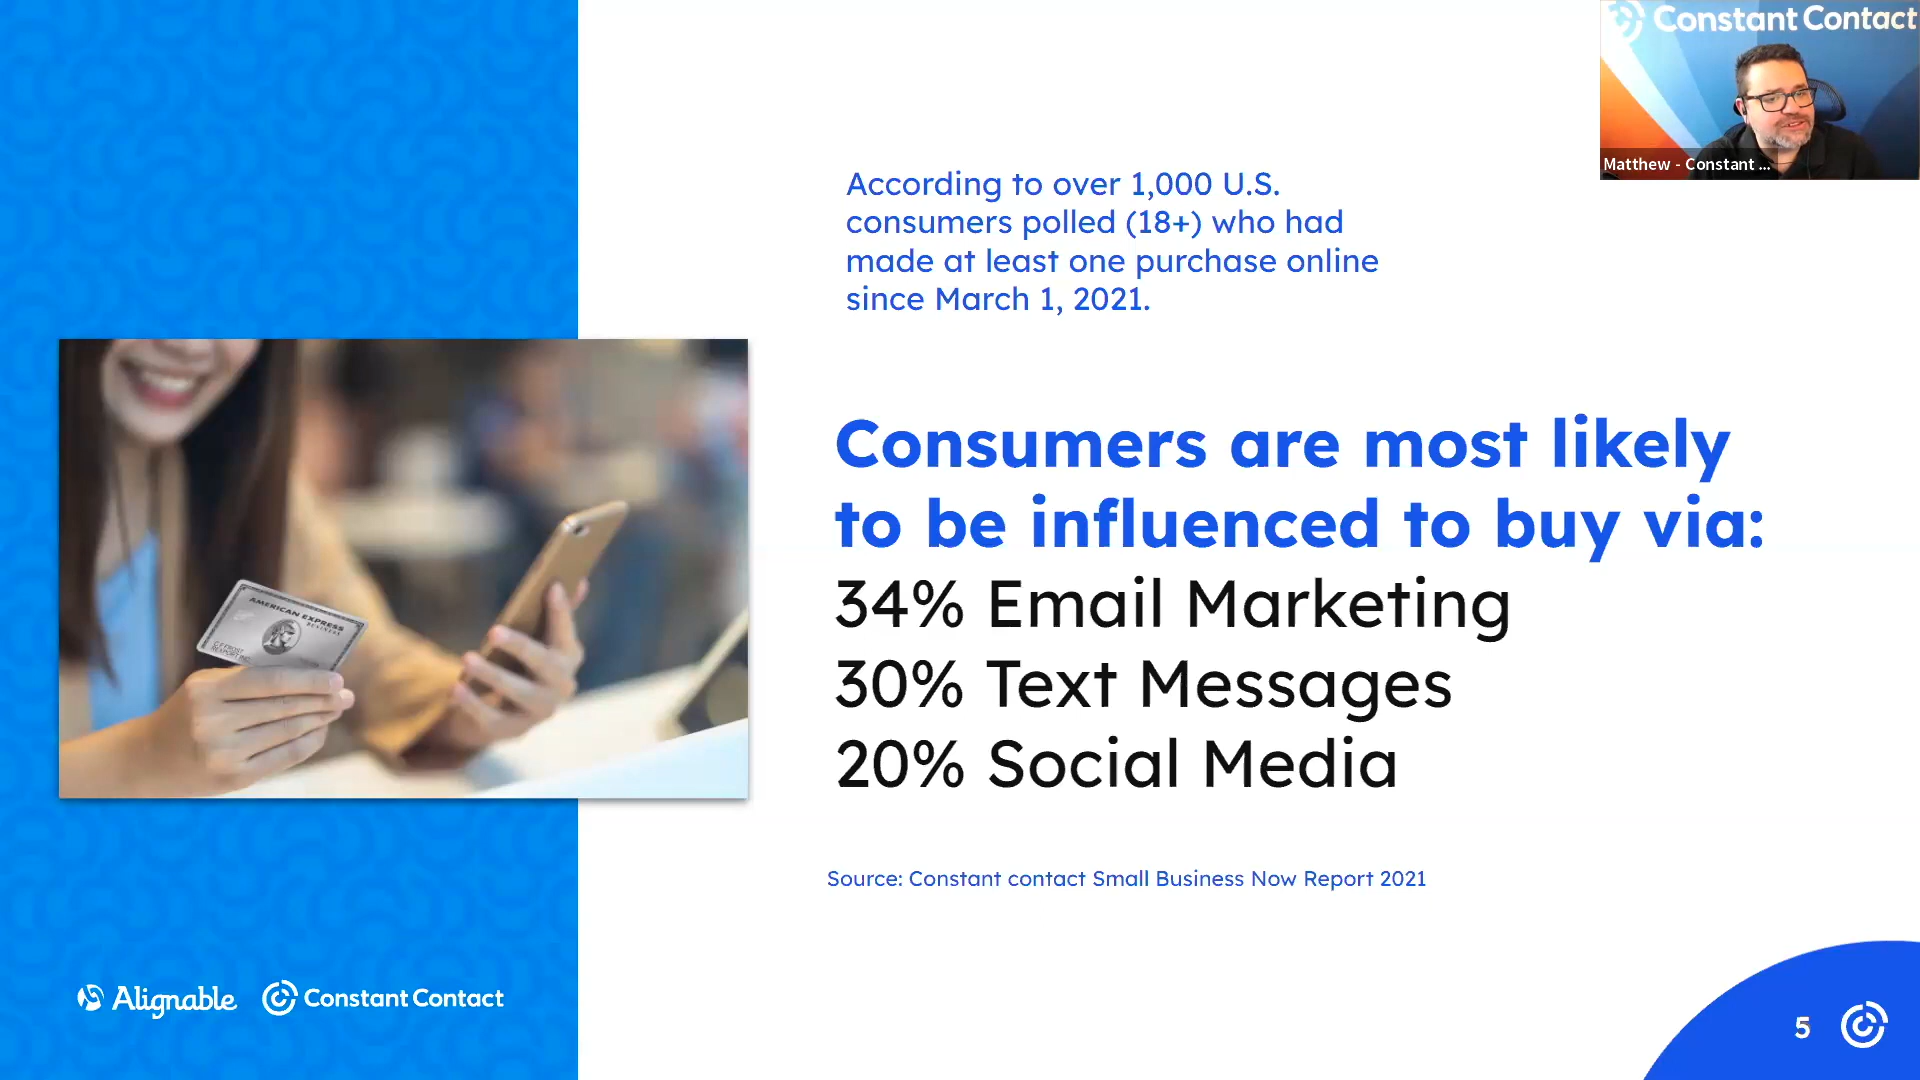 Constant Contact
Matthew - Constant ...
According to over 1,000 U.S.
consumers polled (18+) who had
made at least one purchase online
since March 1, 2021.
Consumers are most likely
to be influenced to buy via:
34% Email Marketing
30% Text Messages
20% Social Media
AMERICAN EXPRESS
BUSINESS
C F FROST
Source: Constant contact Small Business Now Report 2021
Alignable
Constant Contact
5